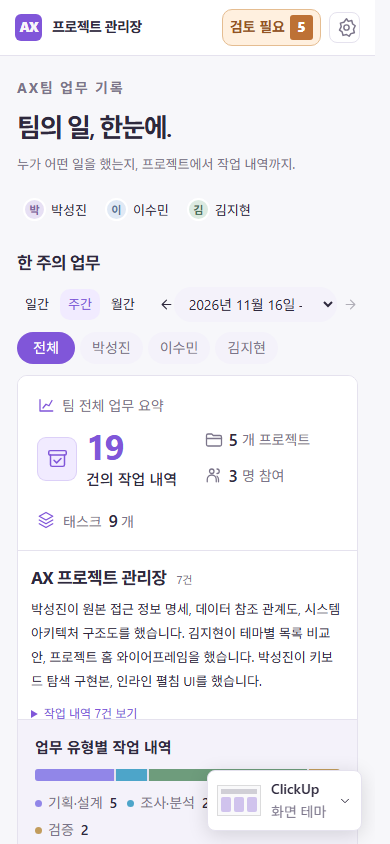 AX 프로젝트 관리장 검토 필요 5
AX팀 업무 기록
팀의 일, 한눈에.
누가 어떤 일을 했는지, 프로젝트에서 작업 내역까지.
박 박성진 이 이수민 김 김지현
한 주의 업무
일간 주간 월간 ← 2026년 11월 16일 - →
전체 박성진 이수민 김지현
팀 전체 업무 요약
19
건의 작업 내역
5 개 프로젝트
3 명 참여
태스크 9 개
AX 프로젝트 관리장 7건
박성진이 원본 접근 정보 명세, 데이터 참조 관계도, 시스템
아키텍처 구조도를 했습니다. 김지현이 테마별 목록 비교
안, 프로젝트 홈 와이어프레임을 했습니다. 박성진이 키보
드 탐색 구현본, 인라인 펼침 UI를 했습니다.
▶ 작업 내역 7건 보기
업무 유형별 작업 내역
기획·설계 5 조사·분석 2
검증 2
ClickUp
화면 테마